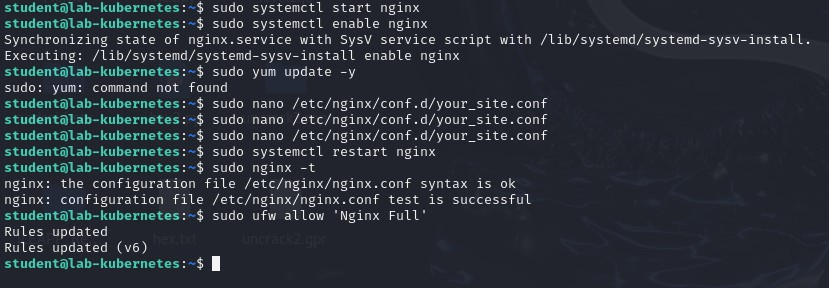 student@lab-kubernetes:~$ sudo systemctl start nginx
student@lab-kubernetes:~$ sudo systemctl enable nginx
Synchronizing state of nginx.service with SysV service script with /lib/systemd/systemd-sysv-install.
Executing: /lib/systemd/systemd-sysv-install enable nginx
student@lab-kubernetes:~$ sudo yum update -y
sudo: yum: command not found
student@lab-kubernetes:~$ sudo nano /etc/nginx/conf.d/your_site.conf
student@lab-kubernetes:~$ sudo nano /etc/nginx/conf.d/your_site.conf
student@lab-kubernetes:~$ sudo nano /etc/nginx/conf.d/your_site.conf
student@lab-kubernetes:~$ sudo systemctl restart nginx
student@lab-kubernetes:~$ sudo nginx -t
nginx: the configuration file /etc/nginx/nginx.conf syntax is ok
nginx: configuration file /etc/nginx/nginx.conf test is successful
student@lab-kubernetes:~$ sudo ufw allow 'Nginx Full'
Rules updated
hex.txt uncrack2.gpr
Rules updated (v6)
student@lab-kubernetes:~$